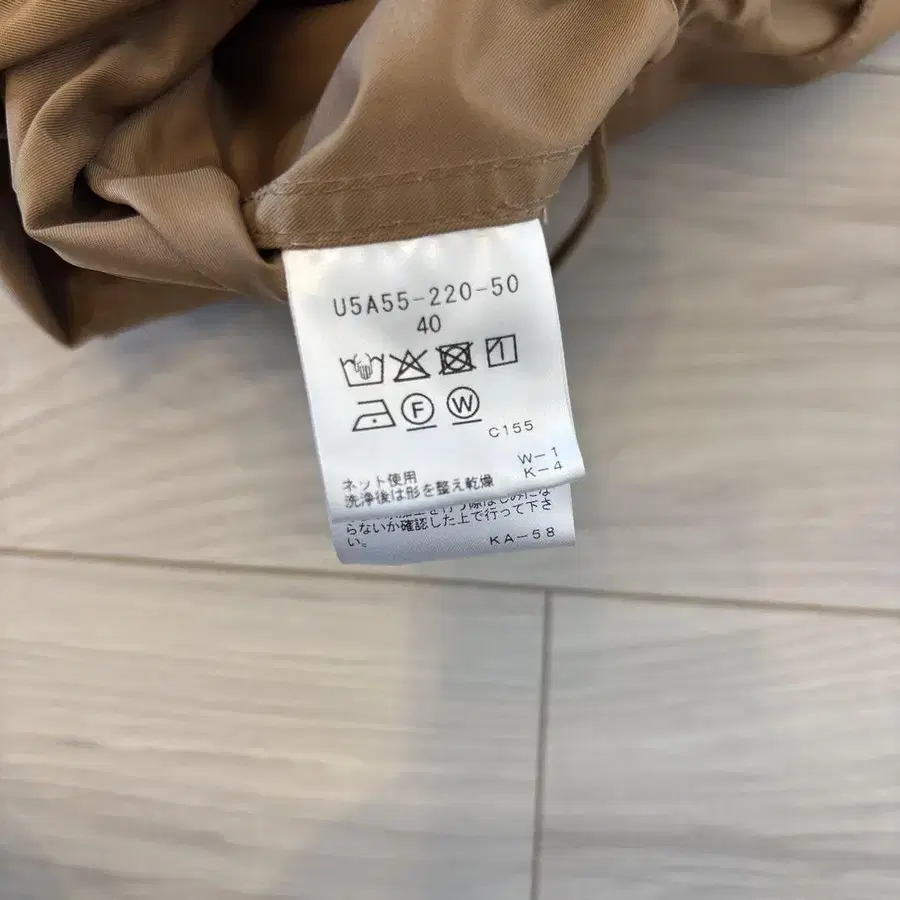 U5A55-220-50
40
F W
C155
W-1
K-4
ネット使用
洗浄後は形を整え乾燥
らないか確認した上で行って下さ
い。
KA-58